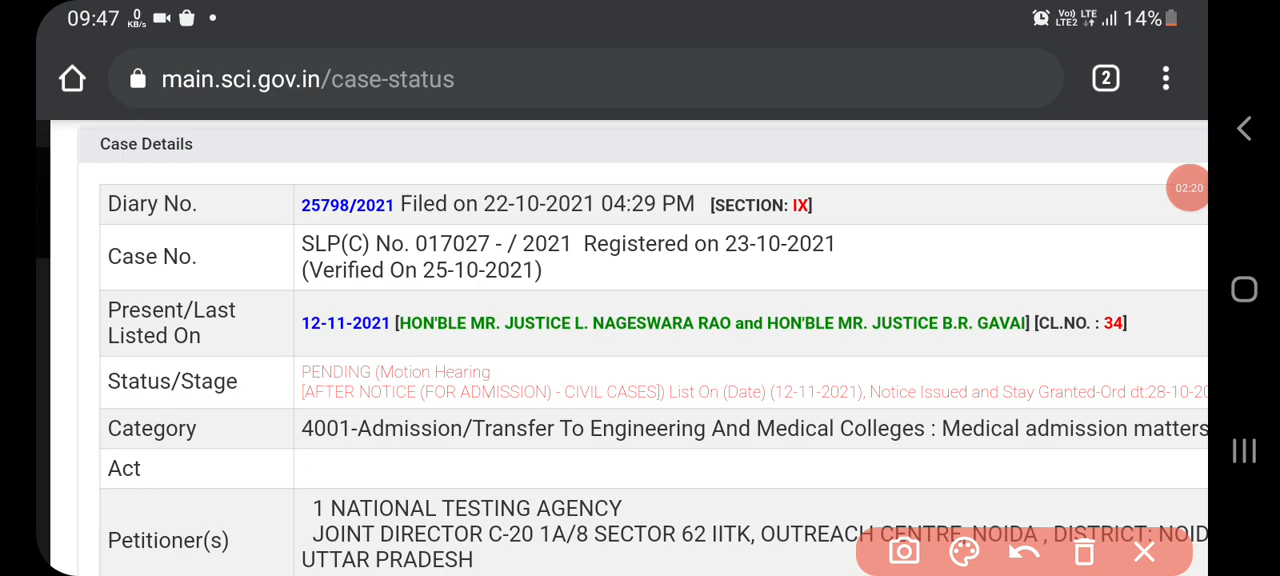 09:47 0 KB/s Vo)) LTE LTE2 14%
main.sci.gov.in/case-status 2
Case Details
02:20
Diary No. 25798/2021 Filed on 22-10-2021 04:29 PM [SECTION: IX]
Case No. SLP(C) No. 017027 - / 2021 Registered on 23-10-2021
(Verified On 25-10-2021)
Present/Last
Listed On 12-11-2021 [HON'BLE MR. JUSTICE L. NAGESWARA RAO and HON'BLE MR. JUSTICE B.R. GAVAI] [CL.NO. : 34]
Status/Stage PENDING (Motion Hearing
[AFTER NOTICE (FOR ADMISSION) - CIVIL CASES]) List On (Date) (12-11-2021), Notice Issued and Stay Granted-Ord dt:28-10-20
Category 4001-Admission/Transfer To Engineering And Medical Colleges : Medical admission matters
Act
Petitioner(s) 1 NATIONAL TESTING AGENCY
JOINT DIRECTOR C-20 1A/8 SECTOR 62 IITK, OUTREACH CENTRE, NOIDA , DISTRICT: NOID
UTTAR PRADESH